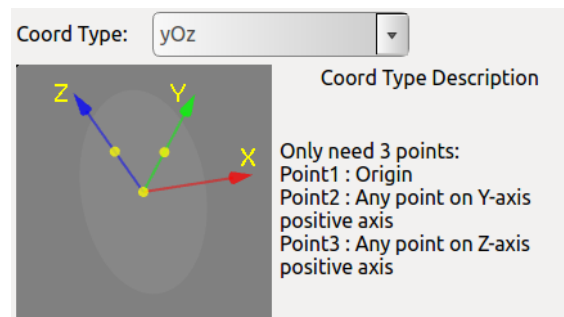 Coord Type:
yOz
Coord Type Description
Z
Y
X
Only need 3 points:
Point1 : Origin
Point2 : Any point on Y-axis
positive axis
Point3 : Any point on Z-axis
positive axis